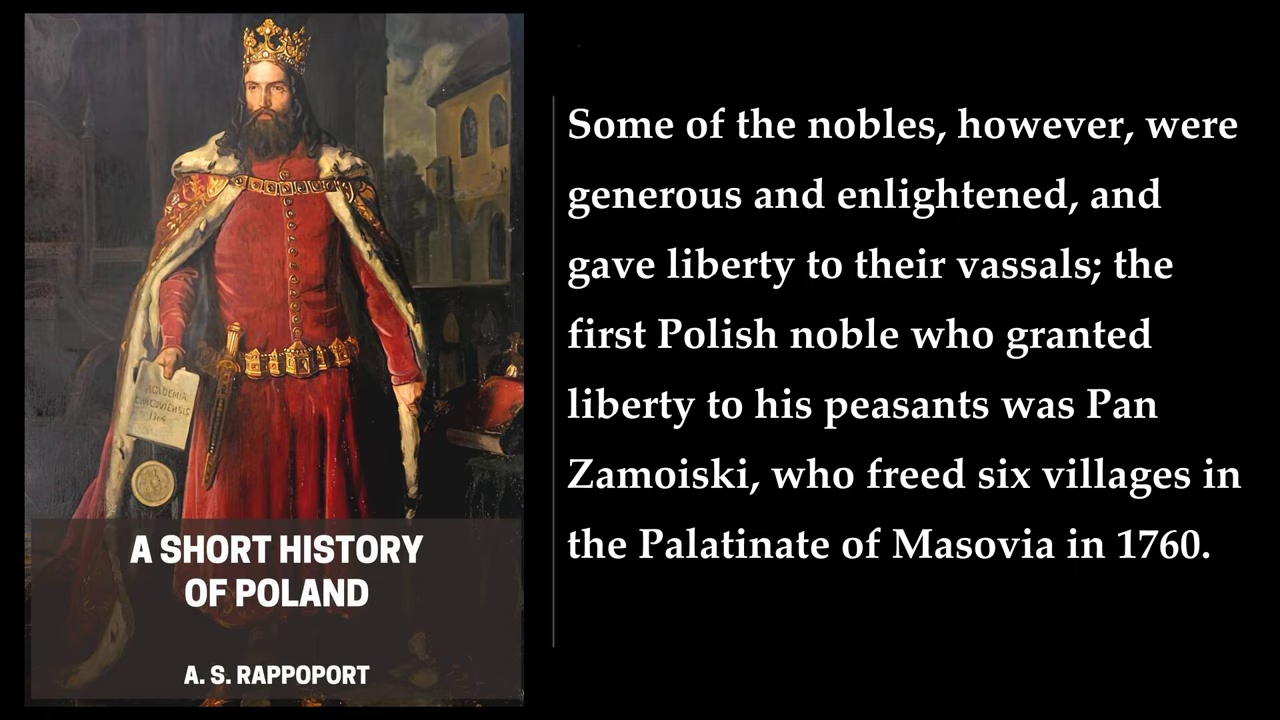 ACADEMIA
A SHORT HISTORY
OF POLAND
A. S. RAPPOPORT
Some of the nobles, however, were
generous and enlightened, and
gave liberty to their vassals; the
first Polish noble who granted
liberty to his peasants was Pan
Zamoiski, who freed six villages in
the Palatinate of Masovia in 1760.